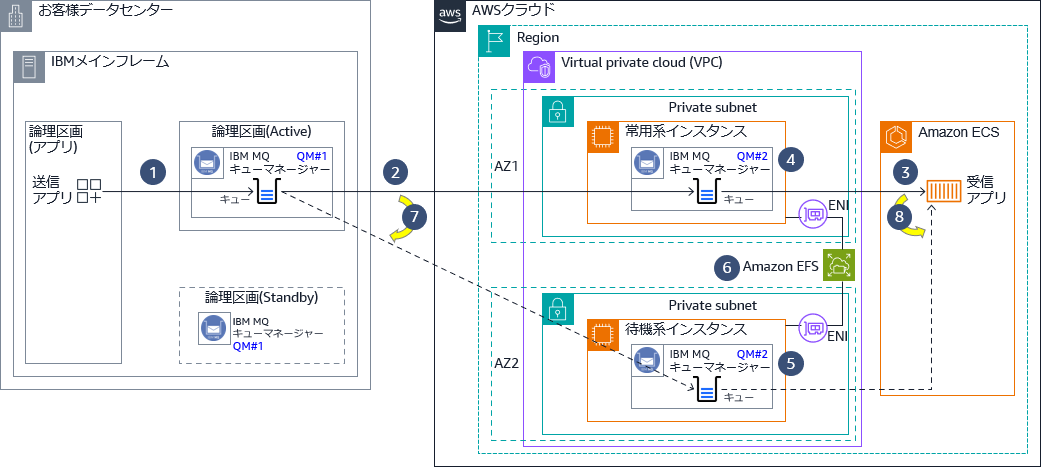 お客様データセンター
IBMメインフレーム
論理区画
(アプリ)
送信
アプリ
1
論理区画(Active)
IBM MQ QM#1
キューマネージャー
キュー
2
7
論理区画(Standby)
IBM MQ
キューマネージャー
QM#1
aws
AWSクラウド
Region
Virtual private cloud (VPC)
AZ1
Private subnet
常用系インスタンス
IBM MQ QM#2
キューマネージャー
キュー
4
ENI
6
Amazon EFS
AZ2
Private subnet
待機系インスタンス
IBM MQ QM#2
キューマネージャー
キュー
5
ENI
Amazon ECS
3
受信
アプリ
8